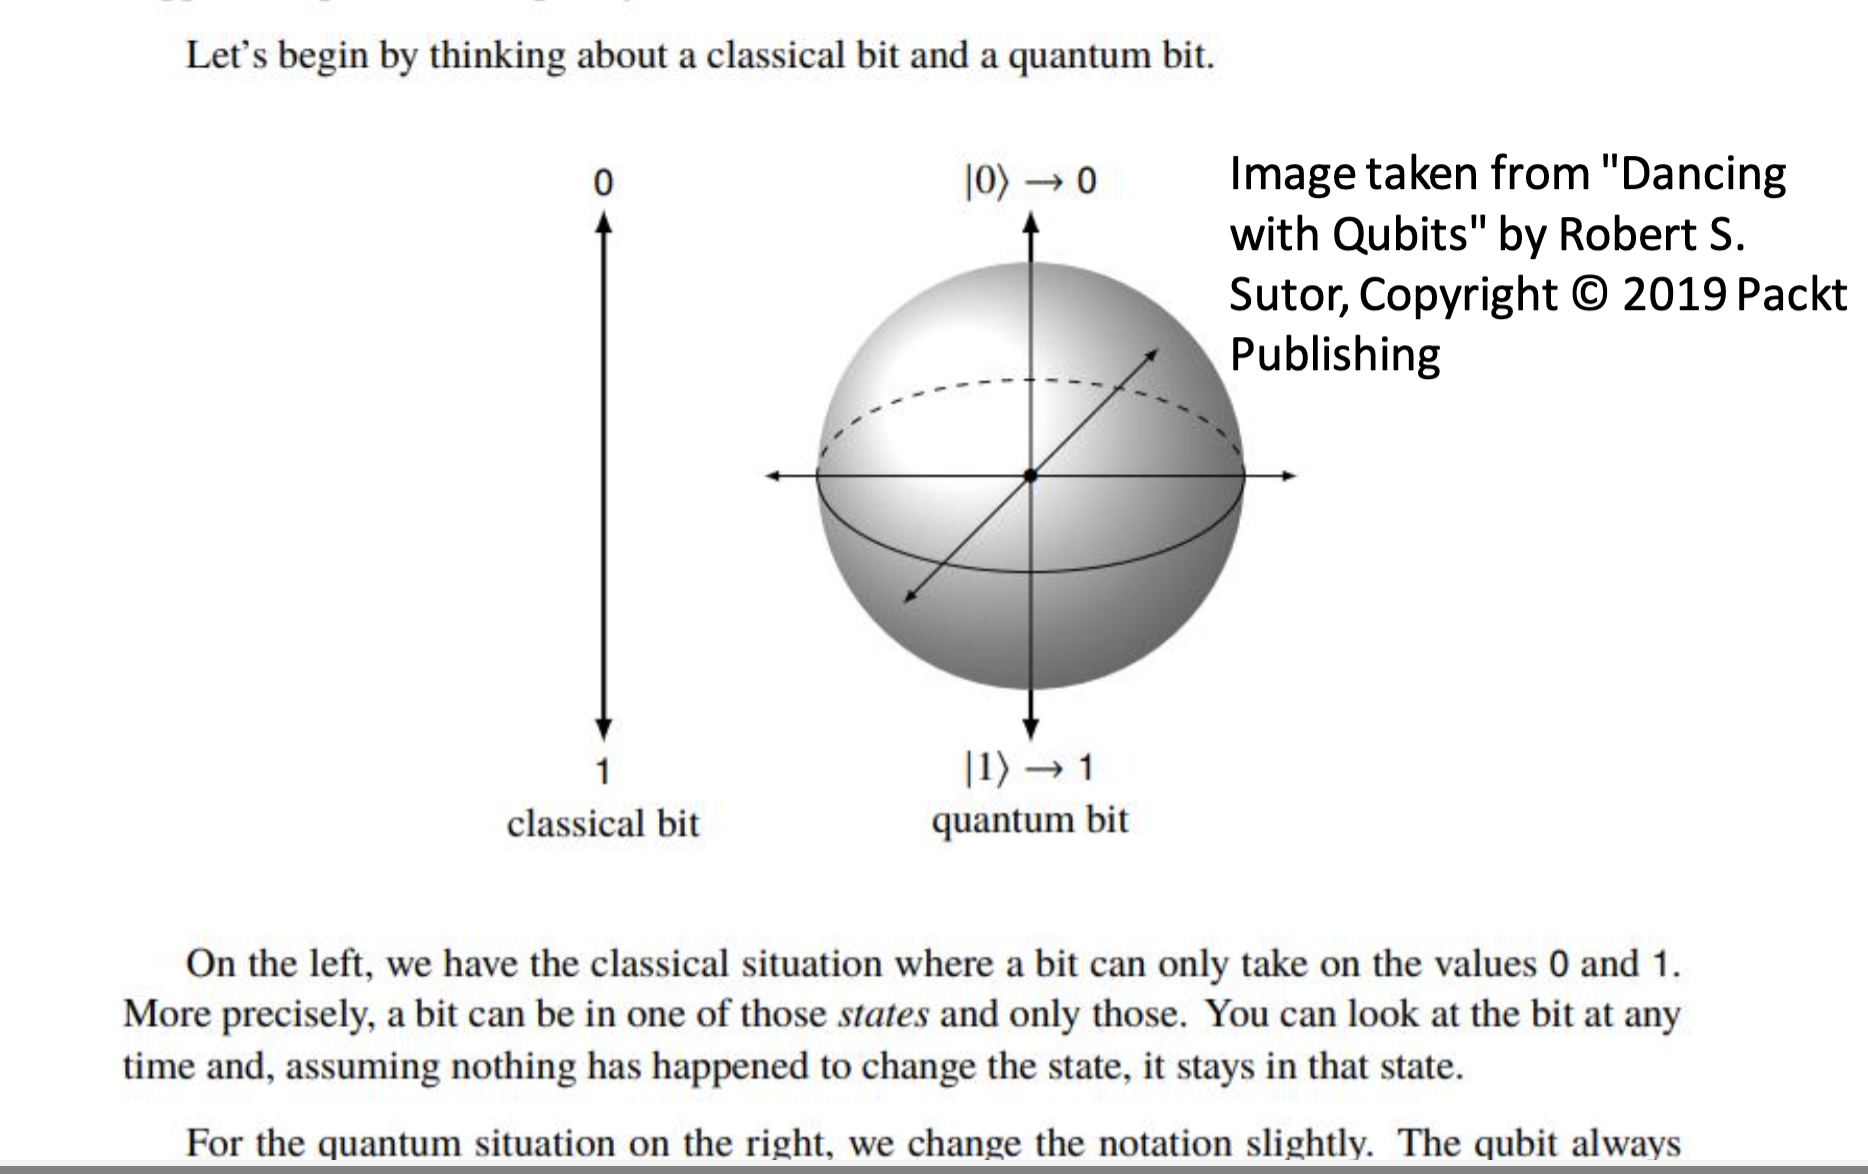 Let's begin by thinking about a classical bit and a quantum bit.
0
|0⟩ → 0
Image taken from "Dancing
with Qubits" by Robert S.
Sutor, Copyright © 2019 Packt
Publishing
1
|1⟩ → 1
classical bit
quantum bit
On the left, we have the classical situation where a bit can only take on the values 0 and 1.
More precisely, a bit can be in one of those states and only those. You can look at the bit at any
time and, assuming nothing has happened to change the state, it stays in that state.
For the quantum situation on the right, we change the notation slightly. The qubit always